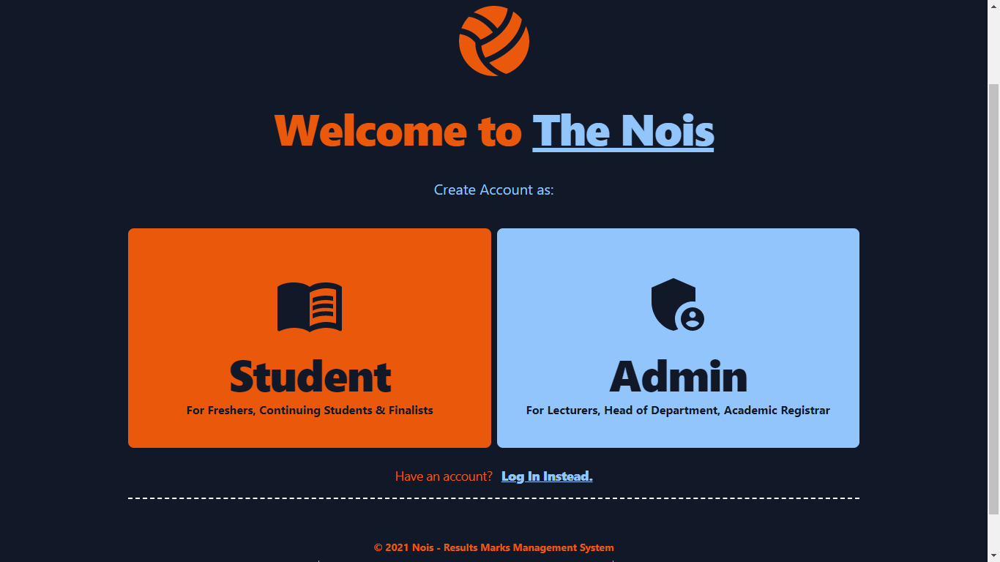 Welcome to The Nois
Create Account as:
Student
For Freshers, Continuing Students & Finalists
Admin
For Lecturers, Head of Department, Academic Registrar
Have an account? Log In Instead.
© 2021 Nois - Results Marks Management System